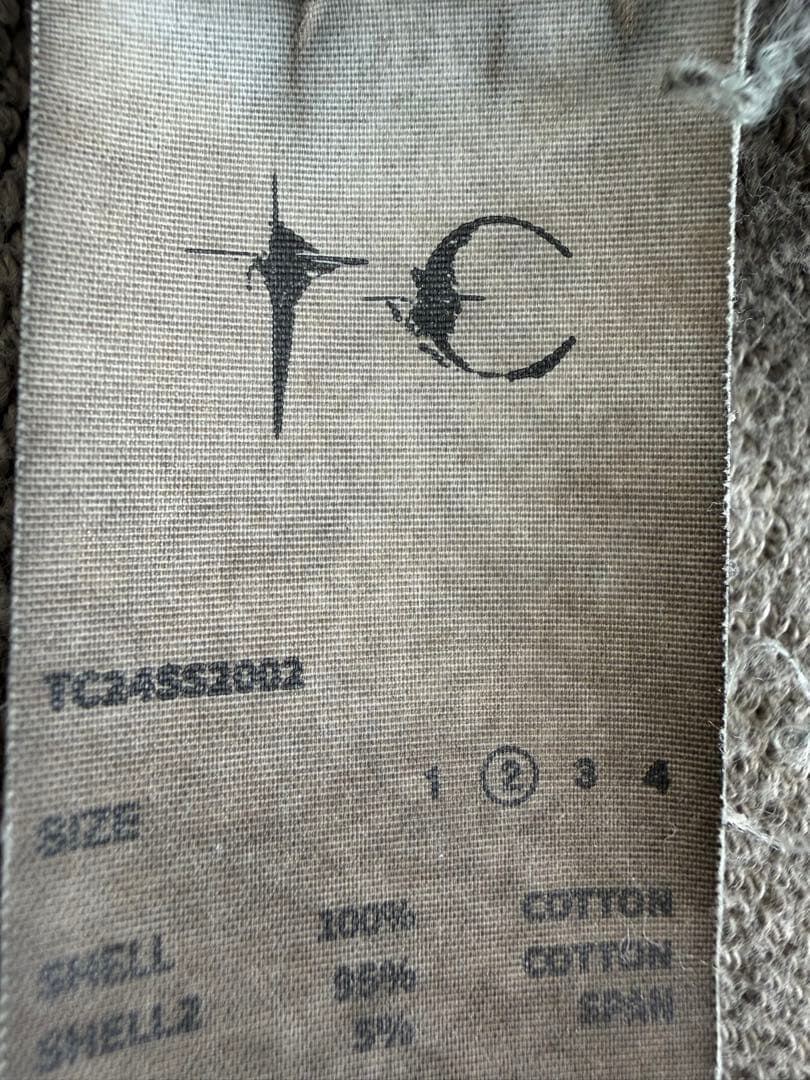 TC
TC24SS2002
SIZE 1 2 3 4
SHELL 100% COTTON
SHELL2 95% COTTON
5% SPAN